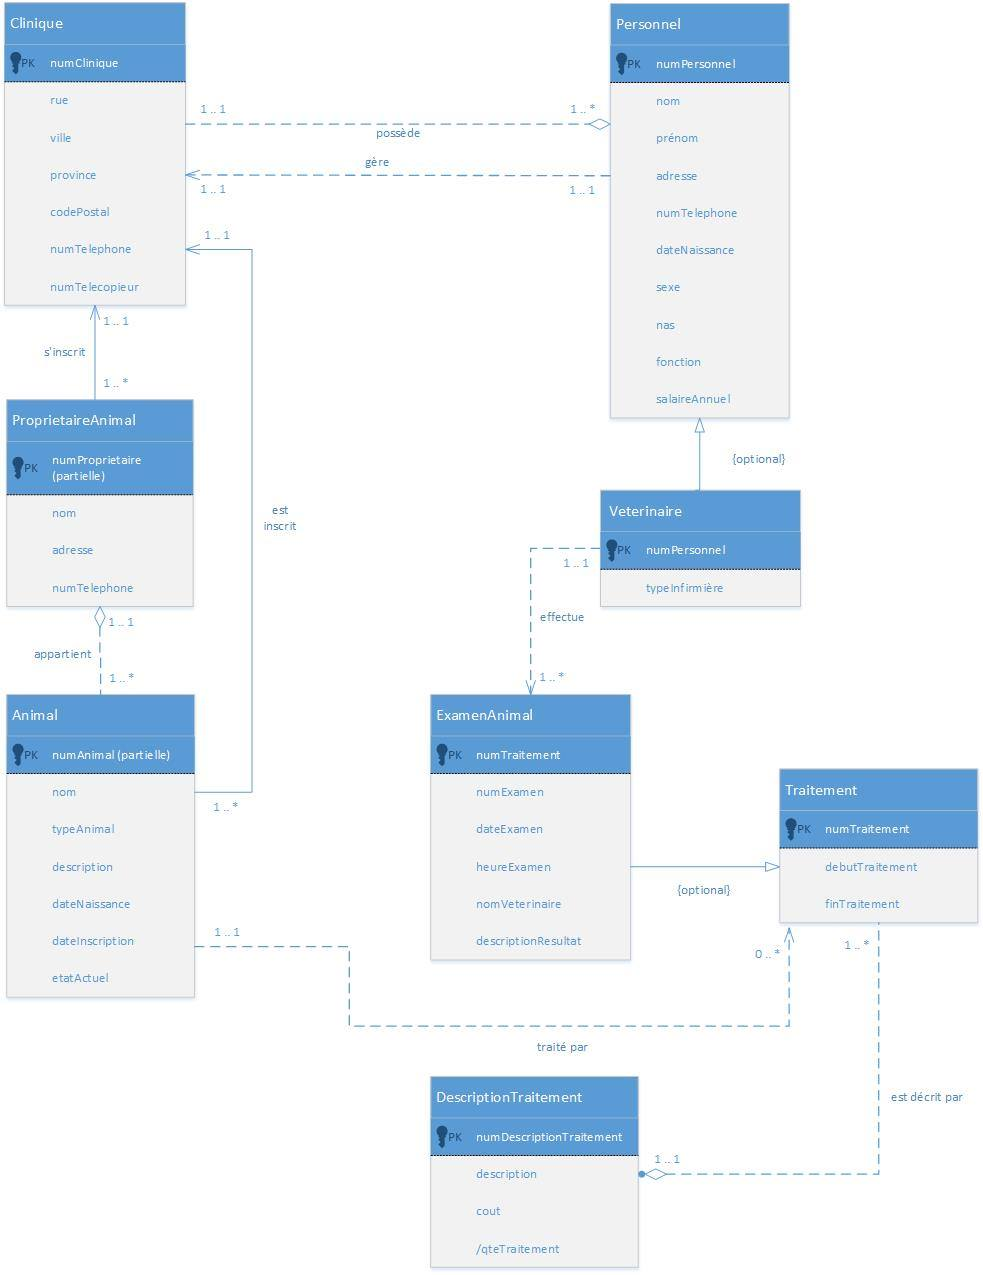 Clinique
PK numClinique
rue
ville
province
codePostal
numTelephone
numTelecopieur
Personnel
PK numPersonnel
nom
prénom
adresse
numTelephone
dateNaissance
sexe
nas
fonction
salaireAnnuel
1 .. 1
1 .. *
possède
gère
1 .. 1
1 .. 1
1 .. 1
1 .. 1
s'inscrit
1 .. *
ProprietaireAnimal
PK numProprietaire
(partielle)
nom
adresse
numTelephone
est
inscrit
{optional}
Veterinaire
PK numPersonnel
typeInfirmière
1 .. 1
effectue
1 .. *
1 .. 1
appartient
1 .. *
Animal
PK numAnimal (partielle)
nom
typeAnimal
description
dateNaissance
dateInscription
etatActuel
1 .. *
1 .. 1
ExamenAnimal
PK numTraitement
numExamen
dateExamen
heureExamen
nomVeterinaire
descriptionResultat
{optional}
Traitement
PK numTraitement
debutTraitement
finTraitement
0 .. *
1 .. *
traité par
est décrit par
DescriptionTraitement
PK numDescriptionTraitement
description
cout
/qteTraitement
1 .. 1